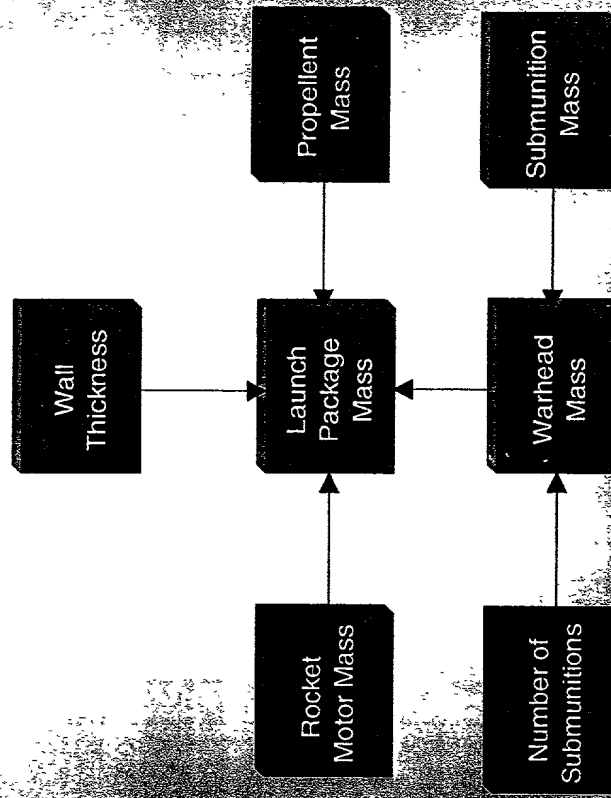 Wall
Thickness
Rocket
Motor Mass
Launch
Package
Mass
Propellent
Mass
Number of
Submunitions
Warhead
Mass
Submunition
Mass